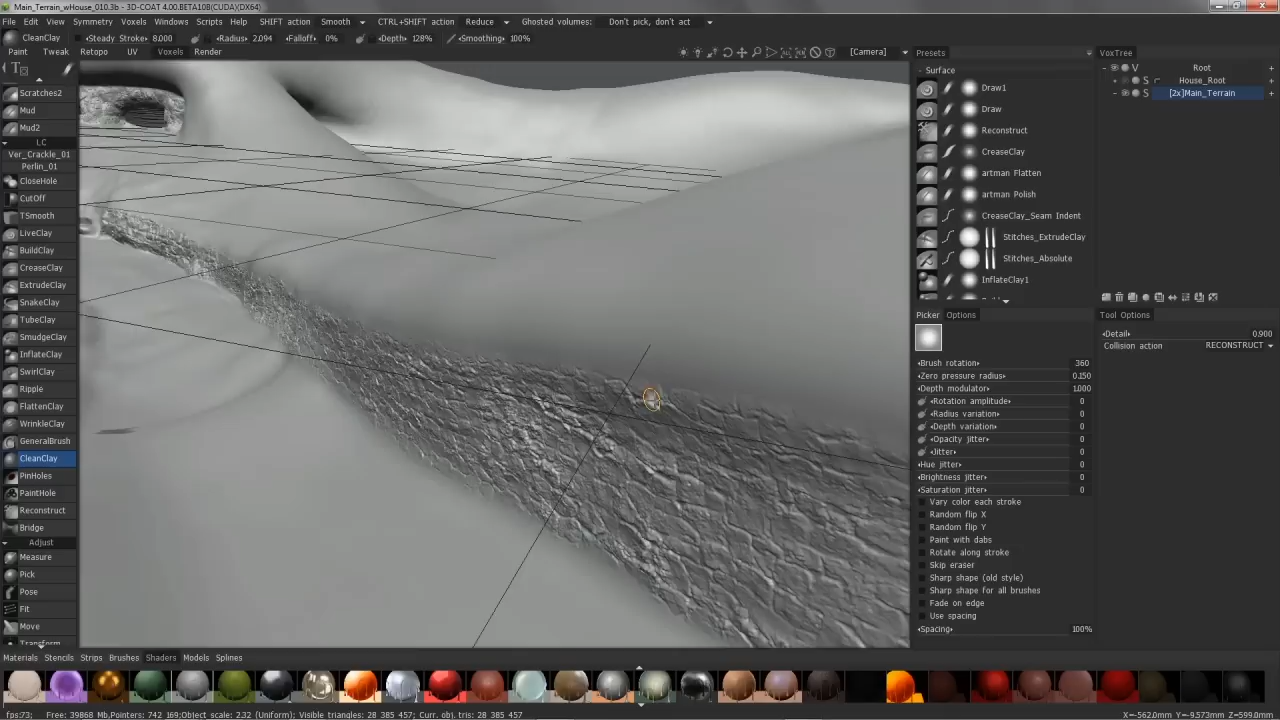 Main_Terrain_wHouse_010.3b - 3D-COAT 4.00.BETA10B(CUDA)(DX64)
File Edit View Symmetry Voxels Windows Scripts Help SHIFT action Smooth CTRL+SHIFT action Reduce Ghosted volumes: Don't pick, don't act
CleanClay Steady Stroke 8.000 Radius 2.094 Falloff 0% Depth 128% Smoothing 100%
Paint Tweak Retopo UV Voxels Render [Camera]
Scratches2
Mud
Mud2
LC
Ver_Crackle_01
Perlin_01
CloseHole
CutOff
TSmooth
LiveClay
BuildClay
CreaseClay
ExtrudeClay
SnakeClay
TubeClay
SmudgeClay
InflateClay
SwirlClay
Ripple
FlattenClay
WrinkleClay
GeneralBrush
CleanClay
PinHoles
PaintHole
Reconstruct
Bridge
Adjust
Measure
Pick
Pose
Fit
Move
Transform
Presets
Surface
Draw1
Draw
Reconstruct
CreaseClay
artman Flatten
artman Polish
CreaseClay_Seam Indent
Stitches_ExtrudeClay
Stitches_Absolute
InflateClay1
VoxTree
V Root +
S House_Root +
S [2x]Main_Terrain +
Picker Options
Brush rotation 360
Zero pressure radius 0.150
Depth modulator 1.000
Rotation amplitude 0
Radius variation 0
Depth variation 0
Opacity jitter 0
Jitter 0
Hue jitter 0
Brightness jitter 0
Saturation jitter 0
Vary color each stroke
Random flip X
Random flip Y
Paint with dabs
Rotate along stroke
Skip eraser
Sharp shape (old style)
Sharp shape for all brushes
Fade on edge
Use spacing
Spacing 100%
Tool Options
Detail 0.900
Collision action RECONSTRUCT
Materials Stencils Strips Brushes Shaders Models Splines
fps:73; Free: 39868 Mb,Pointers: 742 169;Object scale: 2.32 (Uniform); Visible triangles: 28 385 457; Curr. obj. tris: 28 385 457 X=-562.0mm Y=-9.573mm Z=599.0mm